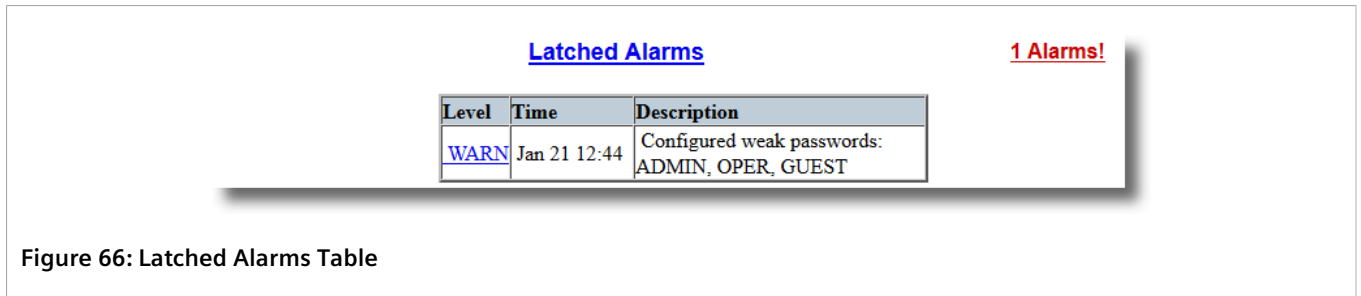 Latched Alarms
1 Alarms!
Level Time Description
WARN Jan 21 12:44 Configured weak passwords:
ADMIN, OPER, GUEST
Figure 66: Latched Alarms Table